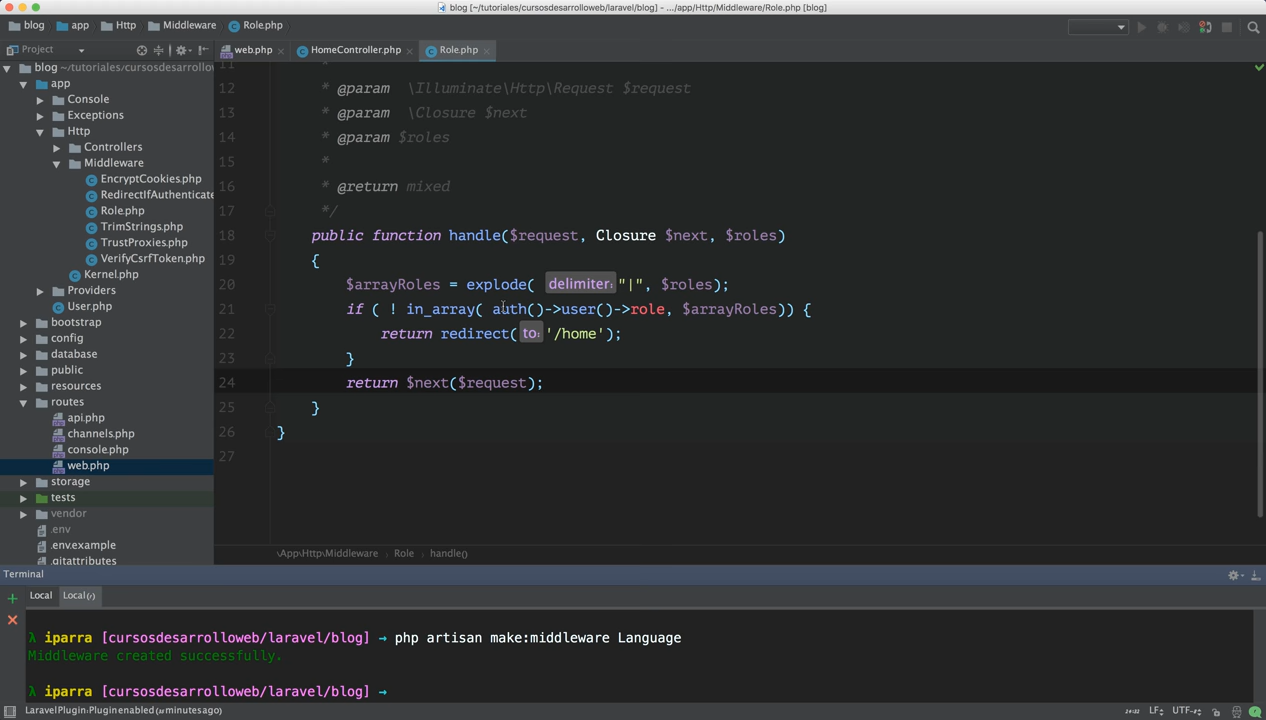 blog [~/tutoriales/cursosdesarrolloweb/laravel/blog] - .../app/Http/Middleware/Role.php [blog]
blog app Http Middleware Role.php
Project
web.php HomeController.php Role.php
blog ~/tutoriales/cursosdesarrollow
app
Console
Exceptions
Http
Controllers
Middleware
EncryptCookies.php
RedirectIfAuthenticate
Role.php
TrimStrings.php
TrustProxies.php
VerifyCsrfToken.php
Kernel.php
Providers
User.php
bootstrap
config
database
public
resources
routes
api.php
channels.php
console.php
web.php
storage
tests
vendor
.env
.env.example
.gitattributes
11 *
12 * @param \Illuminate\Http\Request $request
13 * @param \Closure $next
14 * @param $roles
15 *
16 * @return mixed
17 */
18 public function handle($request, Closure $next, $roles)
19 {
20 $arrayRoles = explode( delimiter: "|", $roles);
21 if ( ! in_array( auth()->user()->role, $arrayRoles)) {
22 return redirect( to: '/home');
23 }
24 return $next($request);
25 }
26 }
27
\App\Http\Middleware › Role › handle()
Terminal
Local Local(1)
λ iparra [cursosdesarrolloweb/laravel/blog] → php artisan make:middleware Language
Middleware created successfully.
λ iparra [cursosdesarrolloweb/laravel/blog] →
LaravelPlugin: Plugin enabled (2 minutes ago)
LF UTF-8